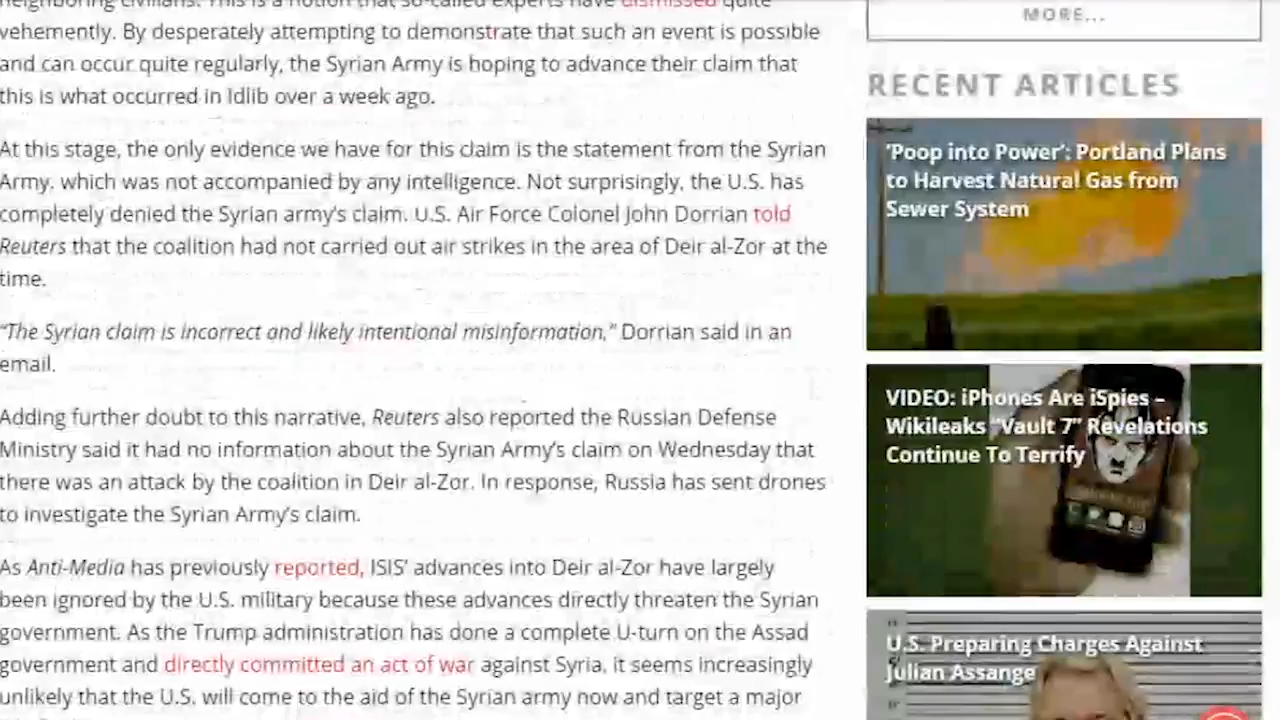 neighboring civilians. This is a notion that so-called experts have dismissed quite
vehemently. By desperately attempting to demonstrate that such an event is possible
and can occur quite regularly, the Syrian Army is hoping to advance their claim that
this is what occurred in Idlib over a week ago.
At this stage, the only evidence we have for this claim is the statement from the Syrian
Army, which was not accompanied by any intelligence. Not surprisingly, the U.S. has
completely denied the Syrian army's claim. U.S. Air Force Colonel John Dorrian told
Reuters that the coalition had not carried out air strikes in the area of Deir al-Zor at the
time.
“The Syrian claim is incorrect and likely intentional misinformation,” Dorrian said in an
email.
Adding further doubt to this narrative, Reuters also reported the Russian Defense
Ministry said it had no information about the Syrian Army's claim on Wednesday that
there was an attack by the coalition in Deir al-Zor. In response, Russia has sent drones
to investigate the Syrian Army's claim.
As Anti-Media has previously reported, ISIS' advances into Deir al-Zor have largely
been ignored by the U.S. military because these advances directly threaten the Syrian
government. As the Trump administration has done a complete U-turn on the Assad
government and directly committed an act of war against Syria, it seems increasingly
unlikely that the U.S. will come to the aid of the Syrian army now and target a major
MORE...
RECENT ARTICLES
‘Poop into Power’: Portland Plans
to Harvest Natural Gas from
Sewer System
VIDEO: iPhones Are iSpies –
Wikileaks “Vault 7” Revelations
Continue To Terrify
U.S. Preparing Charges Against
Julian Assange